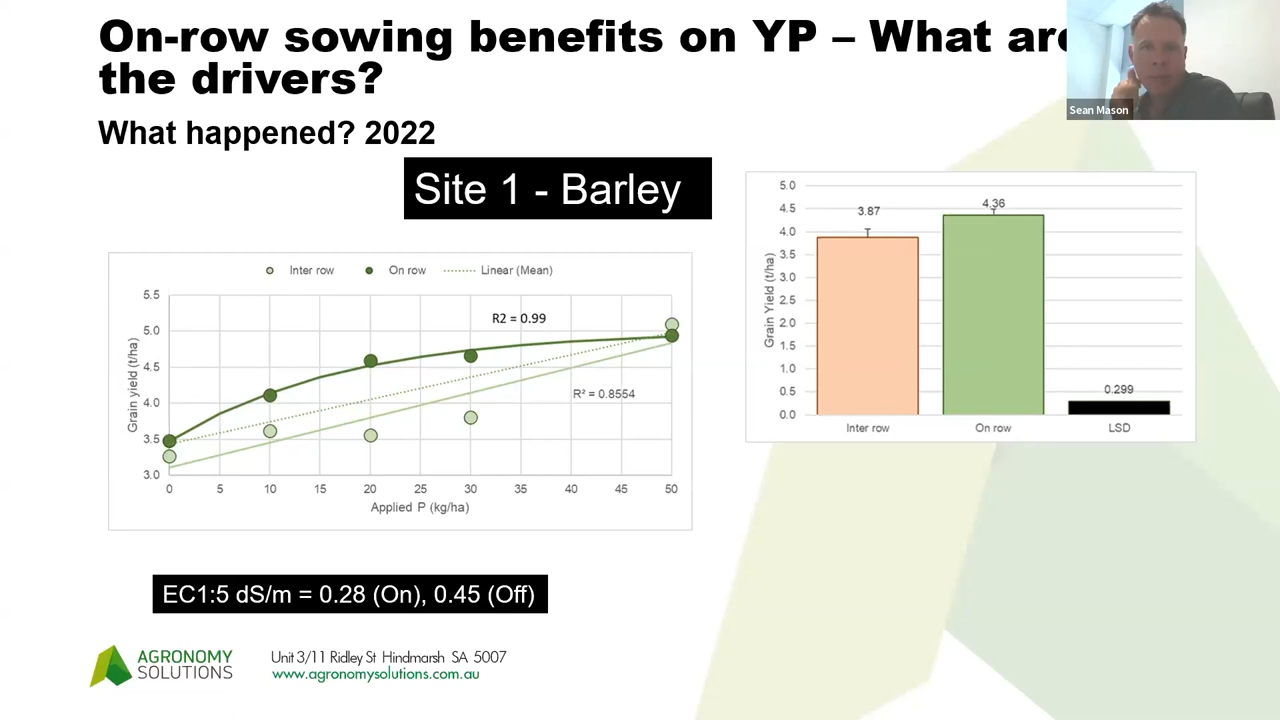 On-row sowing benefits on YP – What are
the drivers?
Sean Mason
What happened? 2022
Site 1 - Barley
Inter row On row Linear (Mean)
5.5
5.0
4.5
4.0
3.5
3.0
Grain yield (t/ha)
R2 = 0.99
R² = 0.8554
0 5 10 15 20 25 30 35 40 45 50
Applied P (kg/ha)
5.0
4.5
4.0
3.5
3.0
2.5
2.0
1.5
1.0
0.5
0.0
Grain Yield (t/ha)
3.87
4.36
0.299
Inter row On row LSD
EC1:5 dS/m = 0.28 (On), 0.45 (Off)
AGRONOMY
SOLUTIONS
Unit 3/11 Ridley St Hindmarsh SA 5007
www.agronomysolutions.com.au